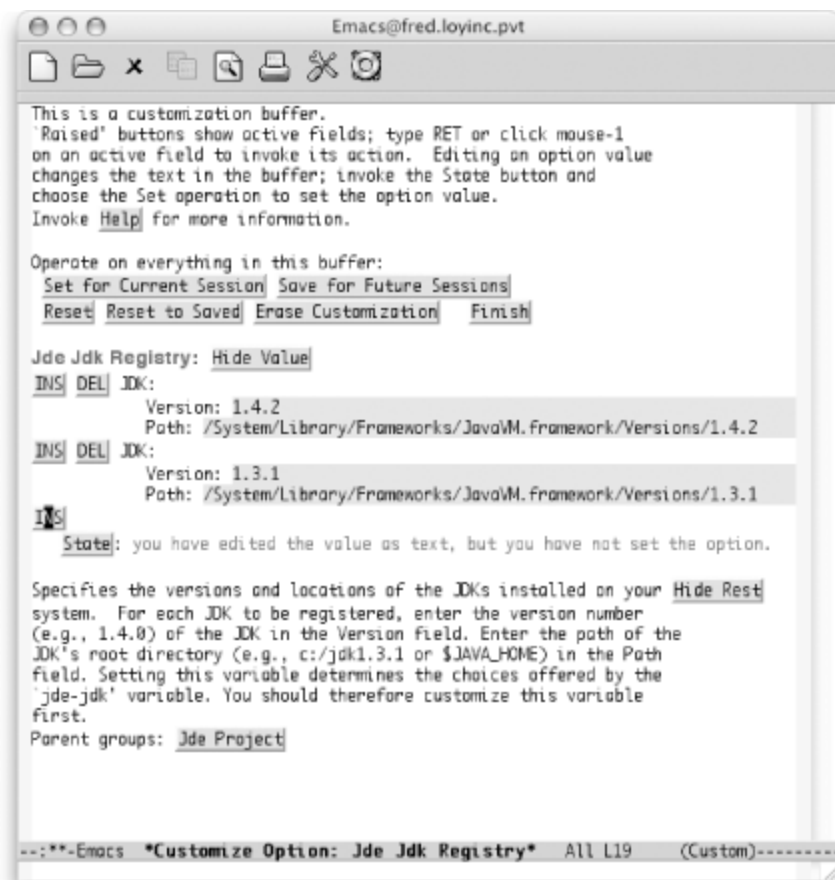 Emacs@fred.loyinc.pvt
This is a customization buffer.
`Raised' buttons show active fields; type RET or click mouse-1
on an active field to invoke its action.  Editing an option value
changes the text in the buffer; invoke the State button and
choose the Set operation to set the option value.
Invoke Help for more information.
Operate on everything in this buffer:
Set for Current Session Save for Future Sessions
Reset Reset to Saved Erase Customization Finish
Jde Jdk Registry: Hide Value
INS DEL JDK:
Version: 1.4.2
Path: /System/Library/Frameworks/JavaVM.framework/Versions/1.4.2
INS DEL JDK:
Version: 1.3.1
Path: /System/Library/Frameworks/JavaVM.framework/Versions/1.3.1
INS
State: you have edited the value as text, but you have not set the option.
Specifies the versions and locations of the JDKs installed on your Hide Rest
system.  For each JDK to be registered, enter the version number
(e.g., 1.4.0) of the JDK in the Version field. Enter the path of the
JDK's root directory (e.g., c:/jdk1.3.1 or $JAVA_HOME) in the Path
field. Setting this variable determines the choices offered by the
`jde-jdk' variable. You should therefore customize this variable
first.
Parent groups: Jde Project
--:**-Emacs *Customize Option: Jde Jdk Registry* All L19 (Custom)--------